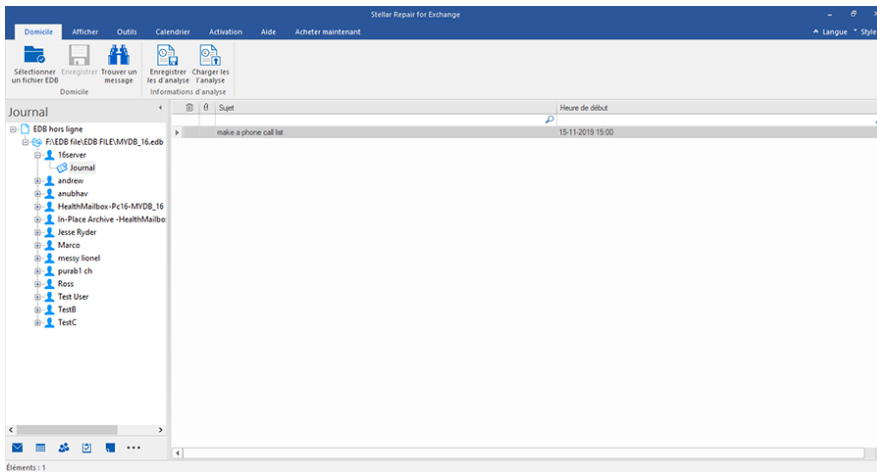 Stellar Repair for Exchange
Domicile Afficher Outils Calendrier Activation Aide Acheter maintenant Langue Style
Sélectionner un fichier EDB
Enregistrer
Trouver un message
Enregistrer les d'analyse
Charger les l'analyse
Domicile
Informations d'analyse
Journal
Sujet
Heure de début
EDB hors ligne
F:\EDB file\EDB FILE\MYDB_16.edb
16server
Journal
andrew
anubhav
HealthMailbox-Pc16-MYDB_16
In-Place Archive -HealthMailbo
Jesse Ryder
Marco
messy lionel
purab1 ch
Ross
Test User
TestB
TestC
make a phone call list
15-11-2019 15:00
Éléments : 1